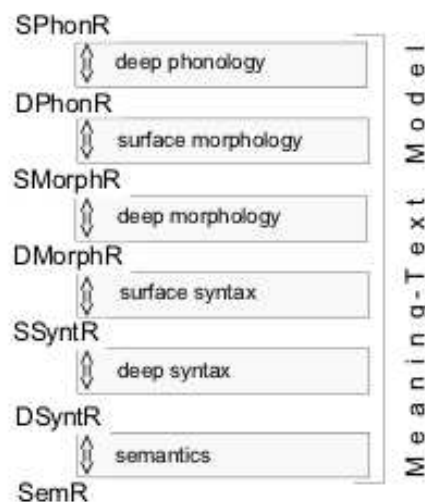 SPhonR
deep phonology
DPhonR
surface morphology
SMorphR
deep morphology
DMorphR
surface syntax
SSyntR
deep syntax
DSyntR
semantics
SemR
Meaning-Text Model